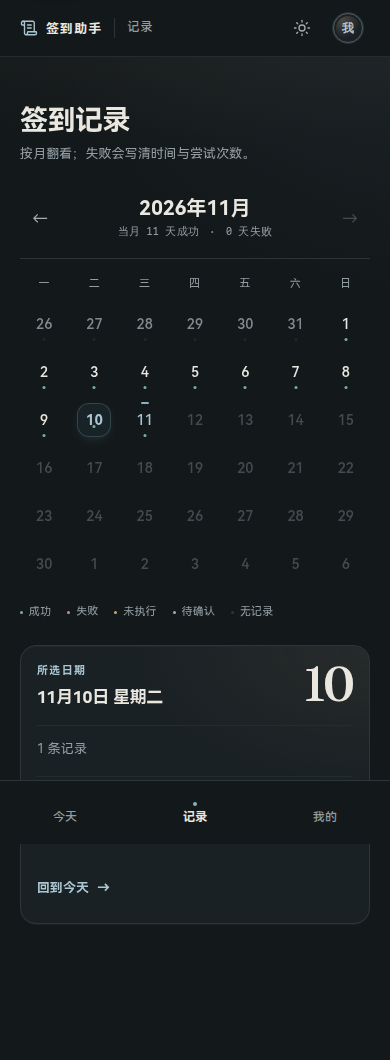 签到助手 记录 我
签到记录
按月翻看；失败会写清时间与尝试次数。
← 2026年11月 →
当月 11 天成功 · 0 天失败
一 二 三 四 五 六 日
26 27 28 29 30 31 1
2 3 4 5 6 7 8
9 10 11 12 13 14 15
16 17 18 19 20 21 22
23 24 25 26 27 28 29
30 1 2 3 4 5 6
成功 失败 未执行 待确认 无记录
所选日期
11月10日 星期二 10
1 条记录
今天 记录 我的
回到今天 →